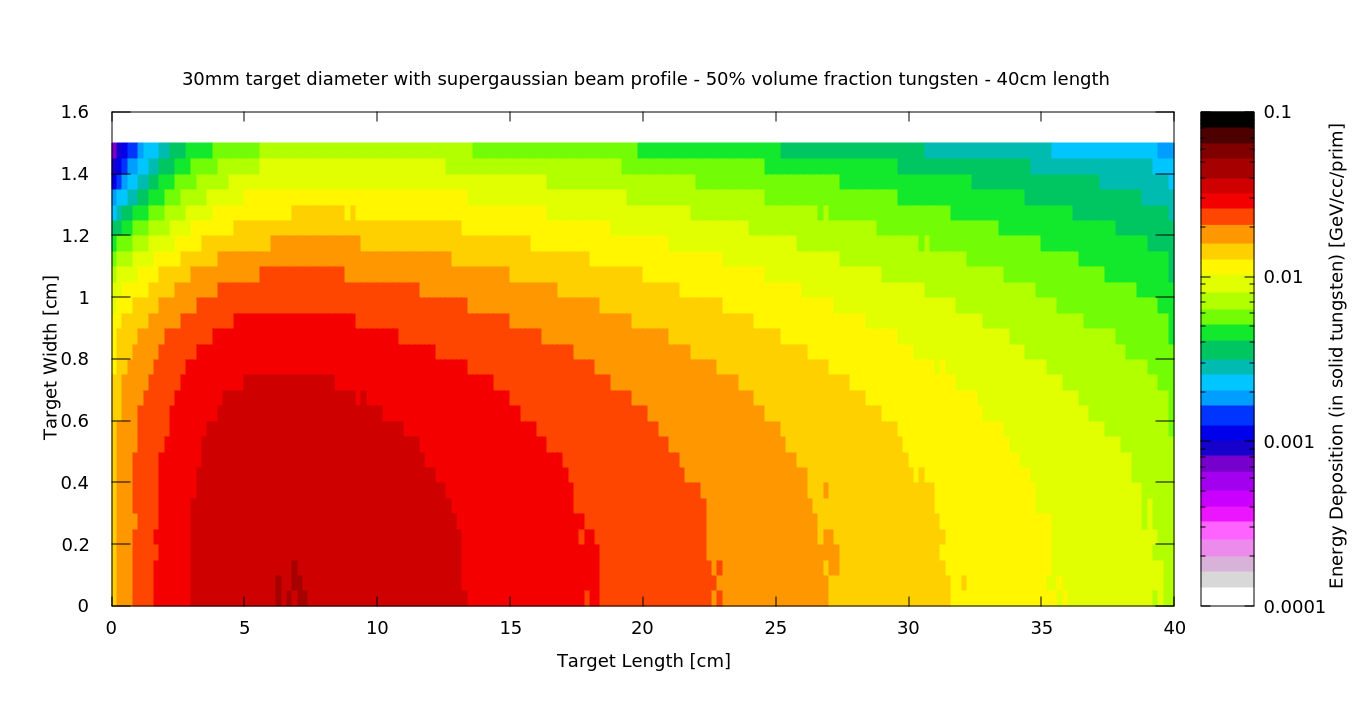 30mm target diameter with supergaussian beam profile - 50% volume fraction tungsten - 40cm length
1.6
1.4
1.2
1
0.8
0.6
0.4
0.2
0
Target Width [cm]
0 5 10 15 20 25 30 35 40
Target Length [cm]
0.1
0.01
0.001
0.0001
Energy Deposition (in solid tungsten) [GeV/cc/prim]